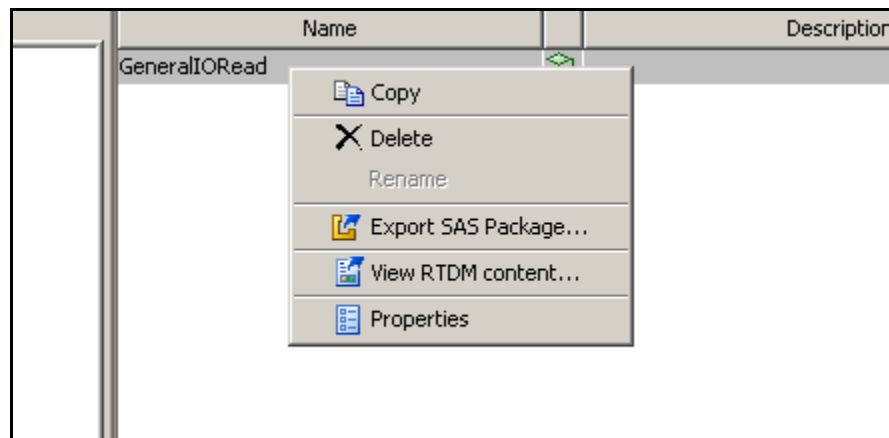 Name
Description
GeneralIORead
Copy
Delete
Rename
Export SAS Package...
View RTDM content...
Properties